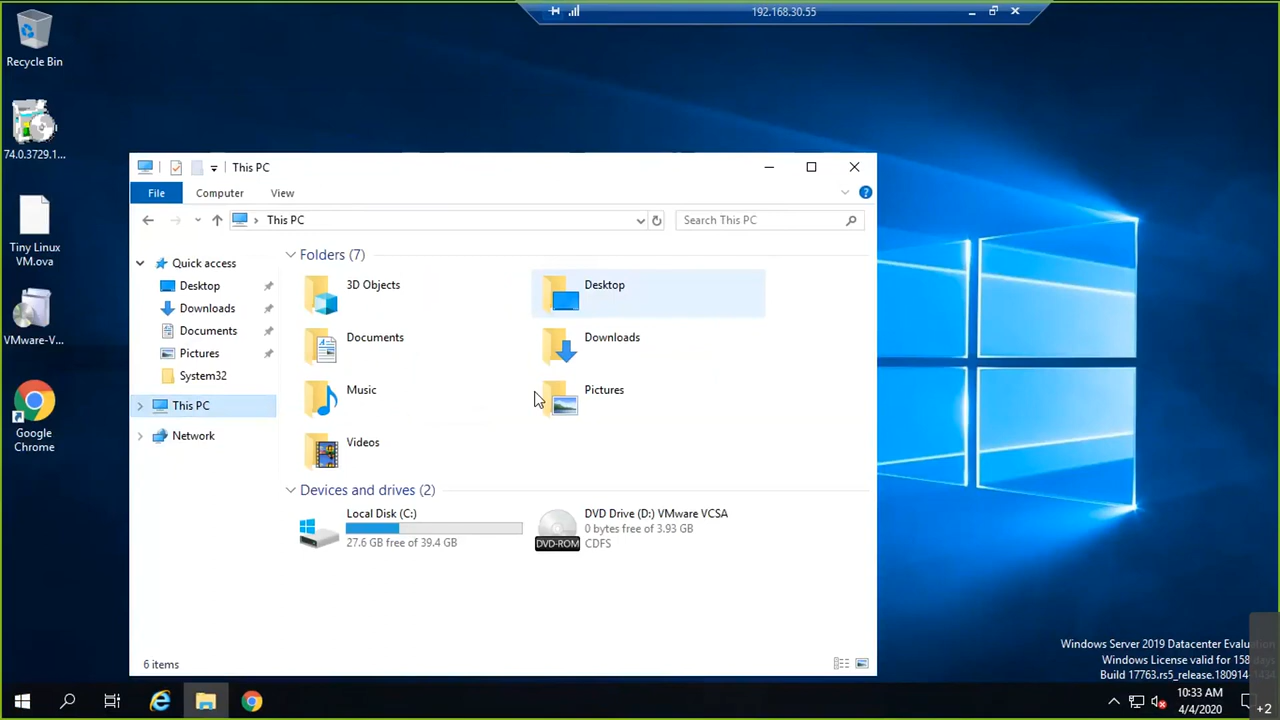 192.168.30.55
Recycle Bin
74.0.3729.1...
Tiny Linux
VM.ova
VMware-V...
Google
Chrome
This PC
File
Computer
View
This PC
Search This PC
Quick access
Desktop
Downloads
Documents
Pictures
System32
This PC
Network
Folders (7)
3D Objects
Desktop
Documents
Downloads
Music
Pictures
Videos
Devices and drives (2)
Local Disk (C:)
27.6 GB free of 39.4 GB
DVD Drive (D:) VMware VCSA
0 bytes free of 3.93 GB
CDFS
DVD-ROM
6 items
Windows Server 2019 Datacenter Evaluation
Windows License valid for 158 days
Build 17763.rs5_release.180914-1434
10:33 AM
4/4/2020
+2